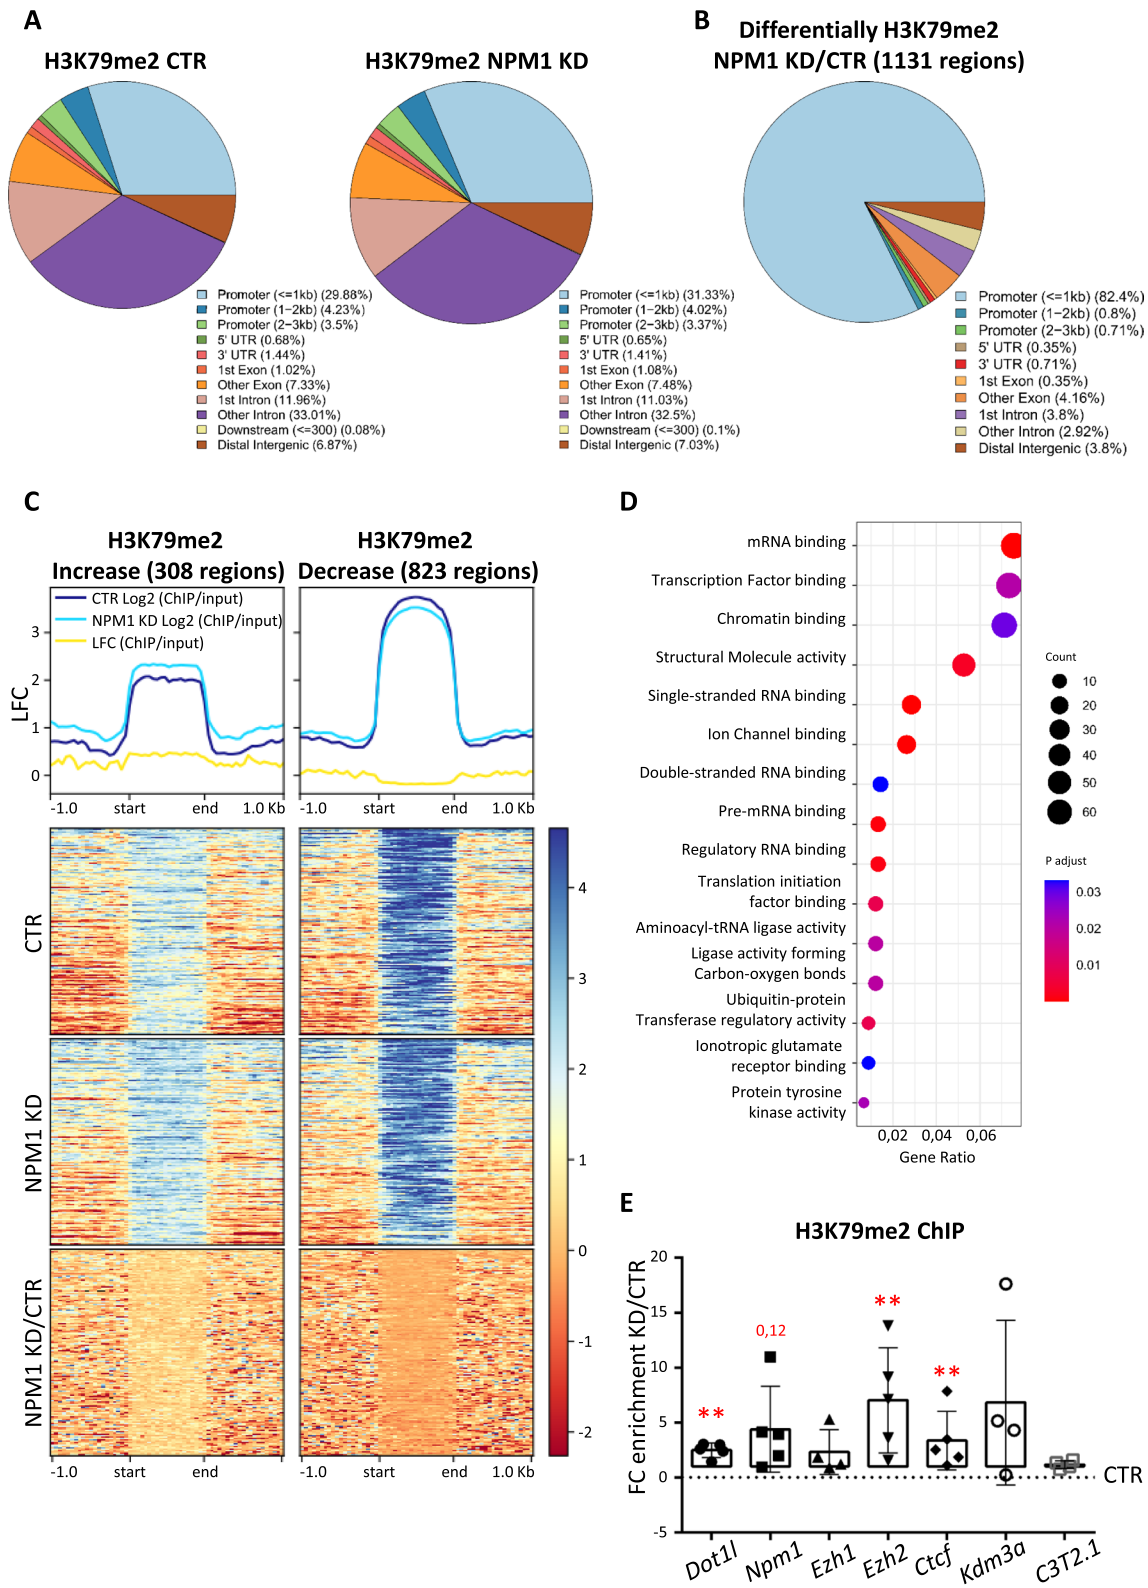 A
H3K79me2 CTR
H3K79me2 NPM1 KD
Promoter (<=1kb) (29.88%)
Promoter (1−2kb) (4.23%)
Promoter (2−3kb) (3.5%)
5' UTR (0.68%)
3' UTR (1.44%)
1st Exon (1.02%)
Other Exon (7.33%)
1st Intron (11.96%)
Other Intron (33.01%)
Downstream (<=300) (0.08%)
Distal Intergenic (6.87%)
Promoter (<=1kb) (31.33%)
Promoter (1−2kb) (4.02%)
Promoter (2−3kb) (3.37%)
5' UTR (0.65%)
3' UTR (1.41%)
1st Exon (1.08%)
Other Exon (7.48%)
1st Intron (11.03%)
Other Intron (32.5%)
Downstream (<=300) (0.1%)
Distal Intergenic (7.03%)
B
Differentially H3K79me2
NPM1 KD/CTR (1131 regions)
Promoter (<=1kb) (82.4%)
Promoter (1−2kb) (0.8%)
Promoter (2−3kb) (0.71%)
5' UTR (0.35%)
3' UTR (0.71%)
1st Exon (0.35%)
Other Exon (4.16%)
1st Intron (3.8%)
Other Intron (2.92%)
Distal Intergenic (3.8%)
C
H3K79me2
Increase (308 regions)
H3K79me2
Decrease (823 regions)
CTR Log2 (ChIP/input)
NPM1 KD Log2 (ChIP/input)
LFC (ChIP/input)
LFC
3
2
1
0
-1.0 start end 1.0 Kb
-1.0 start end 1.0 Kb
CTR
NPM1 KD
NPM1 KD/CTR
4
3
2
1
0
-1
-2
-1.0 start end 1.0 Kb
-1.0 start end 1.0 Kb
D
mRNA binding
Transcription Factor binding
Chromatin binding
Structural Molecule activity
Single-stranded RNA binding
Ion Channel binding
Double-stranded RNA binding
Pre-mRNA binding
Regulatory RNA binding
Translation initiation
factor binding
Aminoacyl-tRNA ligase activity
Ligase activity forming
Carbon-oxygen bonds
Ubiquitin-protein
Transferase regulatory activity
Ionotropic glutamate
receptor binding
Protein tyrosine
kinase activity
0,02 0,04 0,06
Gene Ratio
Count
10
20
30
40
50
60
P adjust
0.03
0.02
0.01
E
H3K79me2 ChIP
FC enrichment KD/CTR
20
15
10
5
0
-5
**
0,12
**
**
CTR
Dot1l Npm1 Ezh1 Ezh2 Ctcf Kdm3a C3T2.1